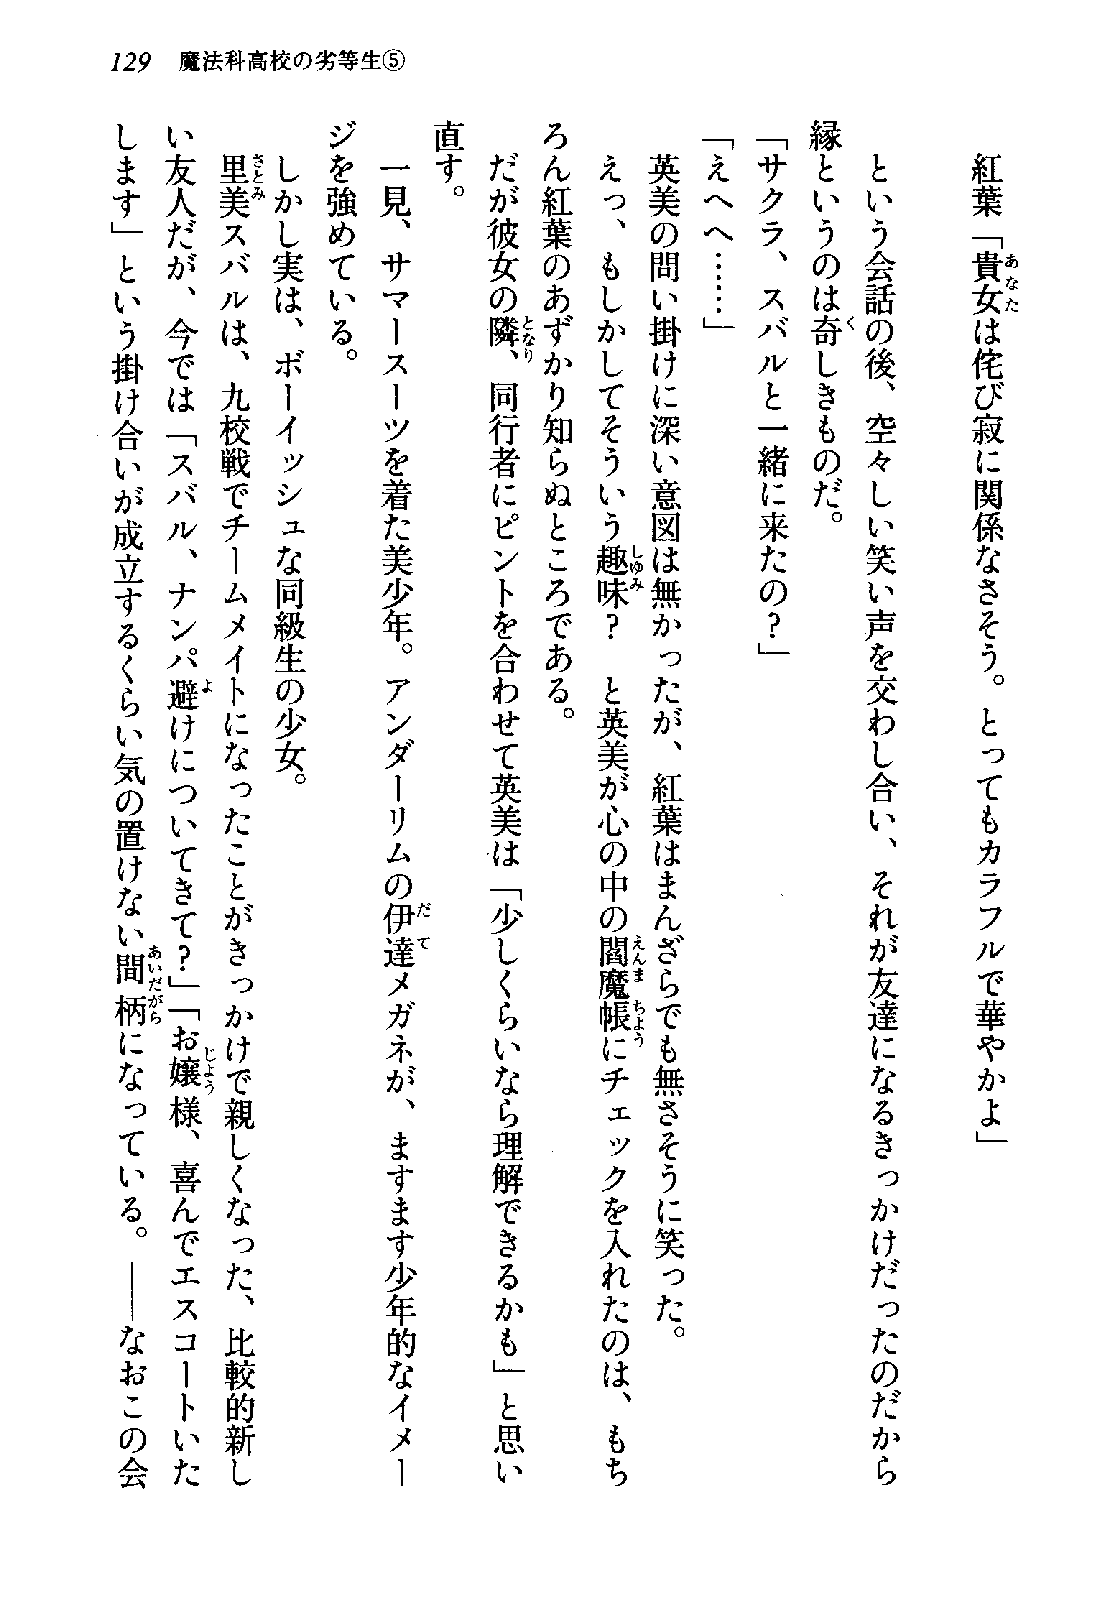 129 魔法科高校の劣等生⑤
紅葉「貴女は侘び寂に関係なさそう。とってもカラフルで華やかよ」
という会話の後、空々しい笑い声を交わし合い、それが友達になるきっかけだったのだから
縁というのは奇しきものだ。
「サクラ、スバルと一緒に来たの？」
「えへへ……」
英美の問い掛けに深い意図は無かったが、紅葉はまんざらでも無さそうに笑った。
えっ、もしかしてそういう趣味？　と英美が心の中の閻魔帳にチェックを入れたのは、もち
ろん紅葉のあずかり知らぬところである。
だが彼女の隣、同行者にピントを合わせて英美は「少しくらいなら理解できるかも」と思い
直す。
一見、サマースーツを着た美少年。アンダーリムの伊達メガネが、ますます少年的なイメー
ジを強めている。
しかし実は、ボーイッシュな同級生の少女。
里美スバルは、九校戦でチームメイトになったことがきっかけで親しくなった、比較的新し
い友人だが、今では「スバル、ナンパ避けについてきて？」「お嬢様、喜んでエスコートいた
します」という掛け合いが成立するくらい気の置けない間柄になっている。――なおこの会